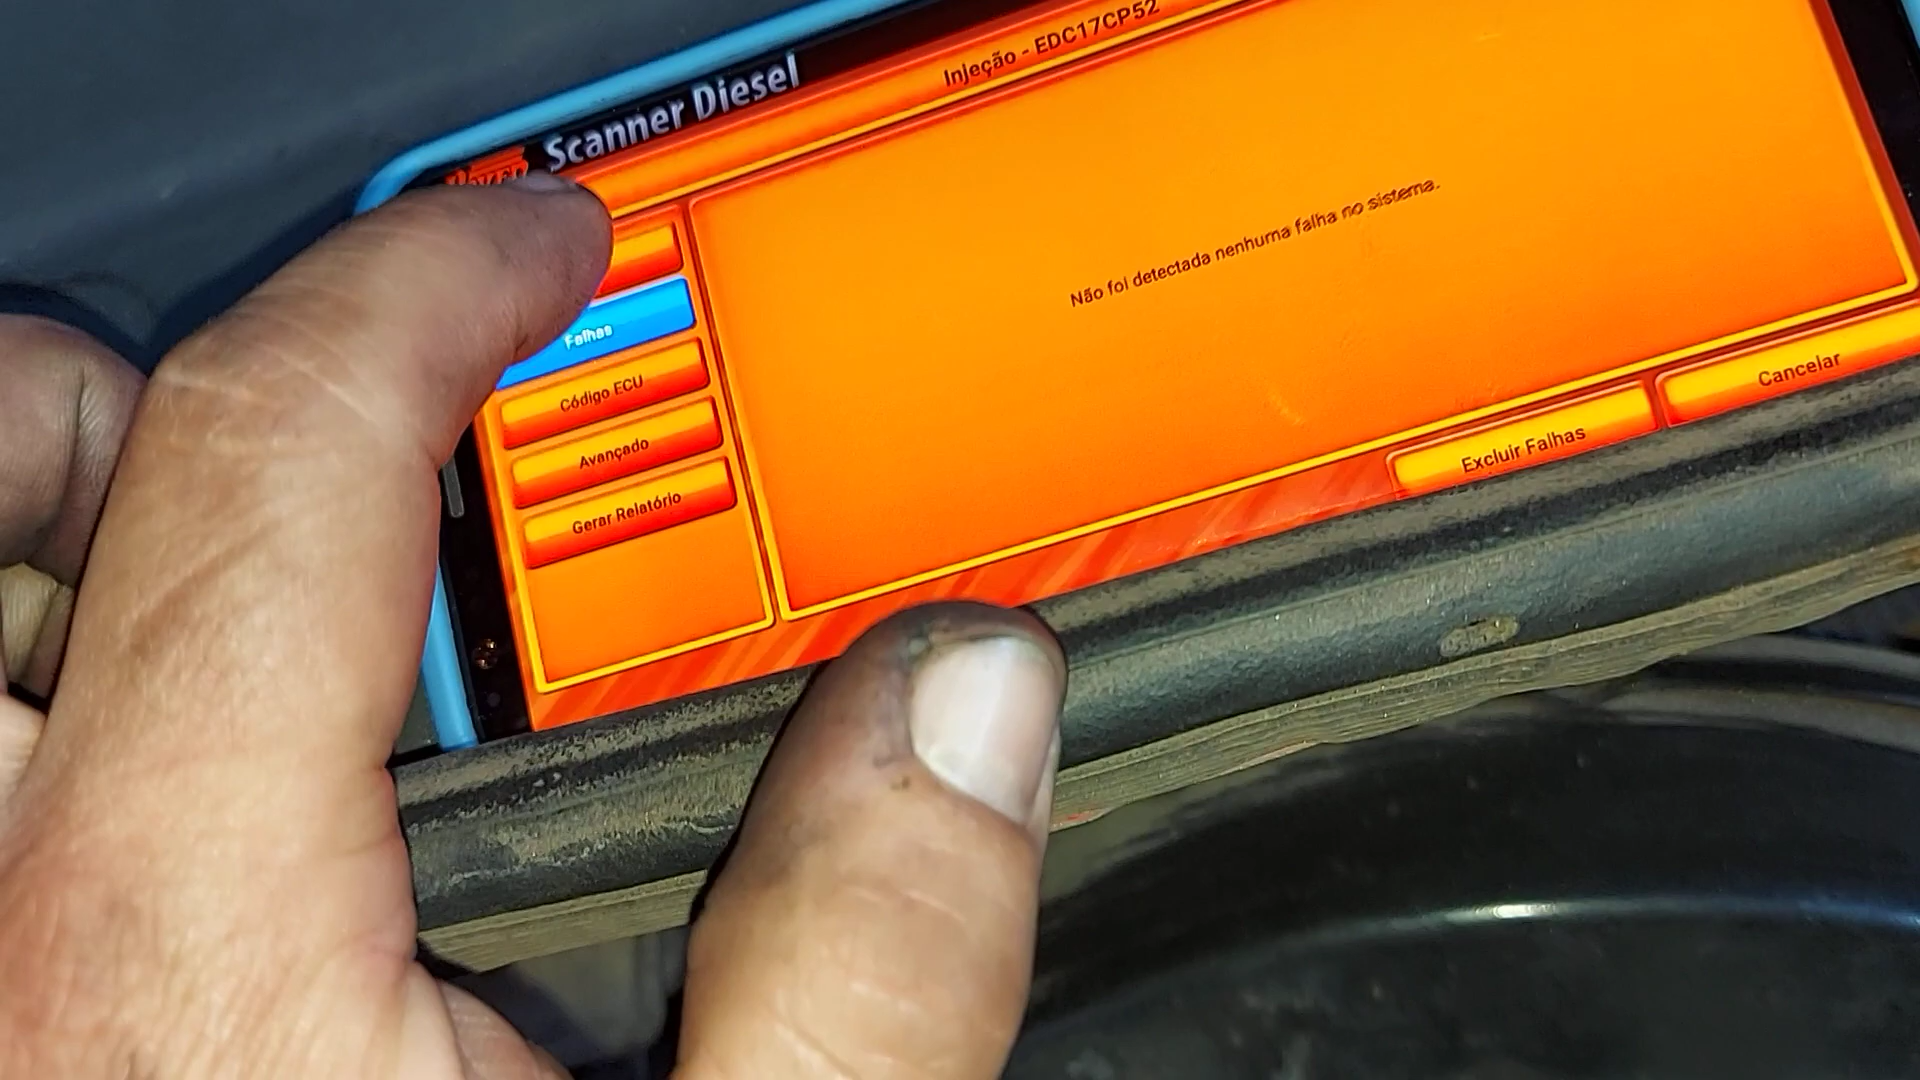 Scanner Diesel
Injeção - EDC17CP52
Não foi detectada nenhuma falha no sistema.
Falhas
Código ECU
Avançado
Gerar Relatório
Excluir Falhas
Cancelar